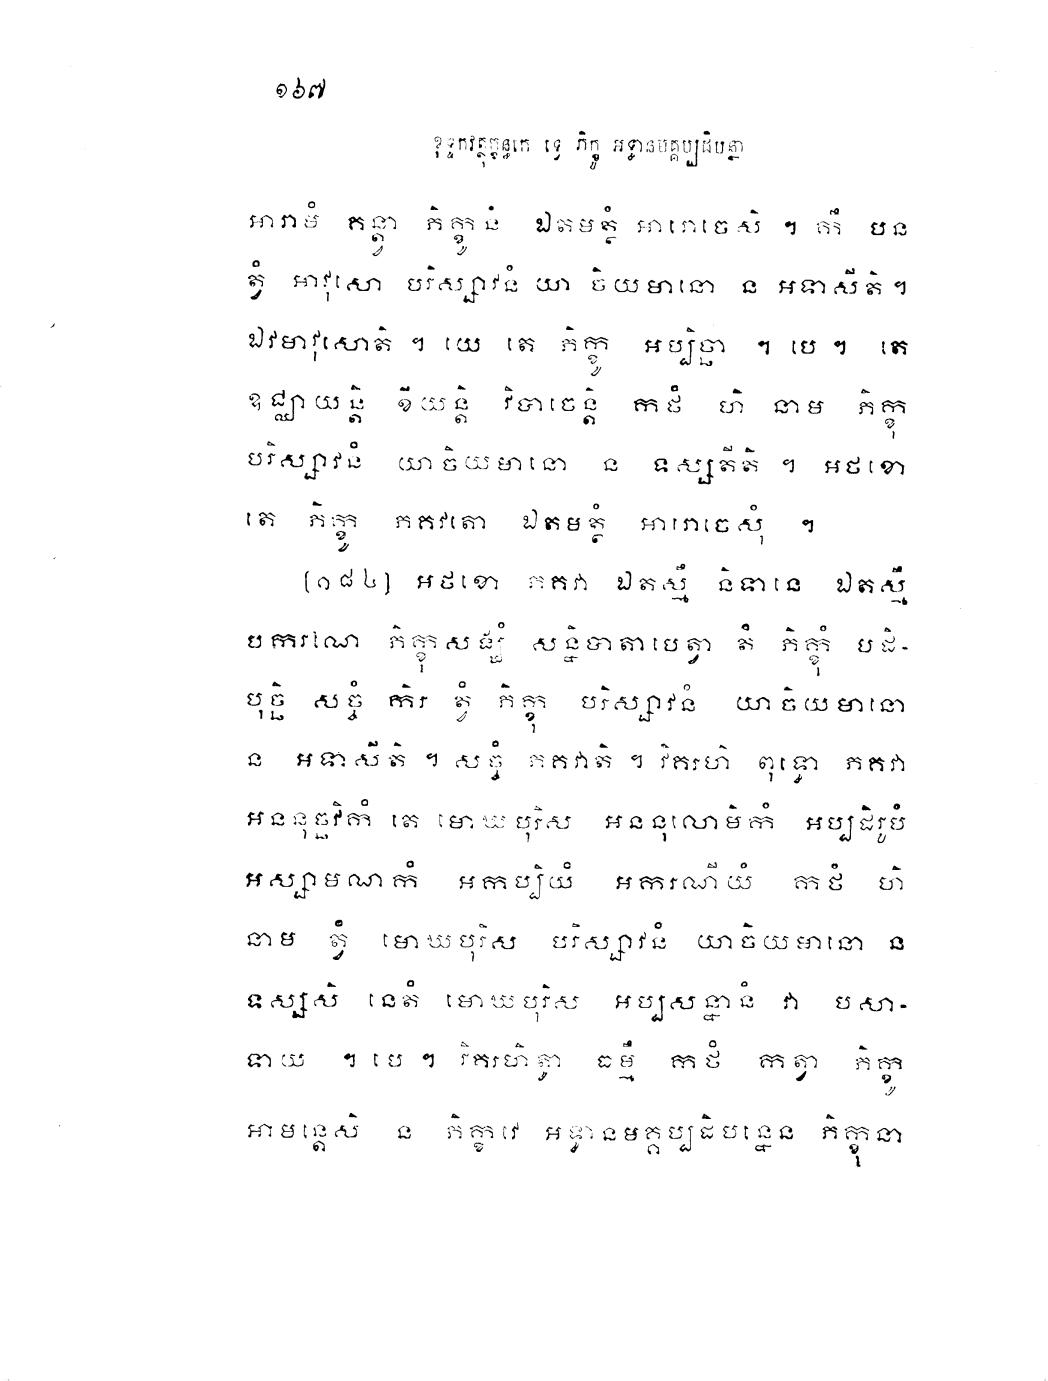 ១៦៧
ខុទ្ទកវត្ថុក្ខន្ធកេ ទ្វេ ភិក្ខូ អទ្ធានមគ្គប្បដិបន្នា
អារាមំ គន្ត្វា ភិក្ខូនំ ឯតមត្ថំ អារោចេសិ ។ កឹ បន
ត្វំ អាវុសោ បរិស្សាវនំ យាចិយមានោ ន អទាសីតិ។
ឯវមាវុសោតិ ។ យេ តេ ភិក្ខូ អប្បិច្ឆា ។ បេ ។ តេ
ឧជ្ឈាយន្តិ ខីយន្តិ វិបាចេន្តិ កថំ ហិ នាម ភិក្ខុ
បរិស្សាវនំ យាចិយមានោ ន ទស្សតីតិ ។ អថខោ
តេ ភិក្ខូ ភគវតោ ឯតមត្ថំ អារោចេសុំ ។
(១៨៤) អថខោ ភគវា ឯតស្មឹ និទានេ ឯតស្មឹ
បករណេ ភិក្ខុសង្ឃំ សន្និបាតាបេត្វា តំ ភិក្ខុំ បដិ-
បុច្ឆិ សច្ចំ កិរ ត្វំ ភិក្ខុ បរិស្សាវនំ យាចិយមានោ
ន អទាសីតិ ។ សច្ចំ ភគវាតិ ។ វិគរហិ ពុទ្ធោ ភគវា
អននុច្ឆវិកំ តេ មោឃបុរិស អននុលោមិកំ អប្បដិរូបំ
អស្សាមណកំ អកប្បិយំ អករណីយំ កថំ ហិ
នាម ត្វំ មោឃបុរិស បរិស្សាវនំ យាចិយមានោ ន
ទស្សសិ នេតំ មោឃបុរិស អប្បសន្នានំ វា បសា-
ទាយ ។ បេ ។ វិគរហិត្វា ធម្មឹ កថំ កត្វា ភិក្ខូ
អាមន្តេសិ ន ភិក្ខវេ អទ្ធានមគ្គប្បដិបន្នេន ភិក្ខុនា